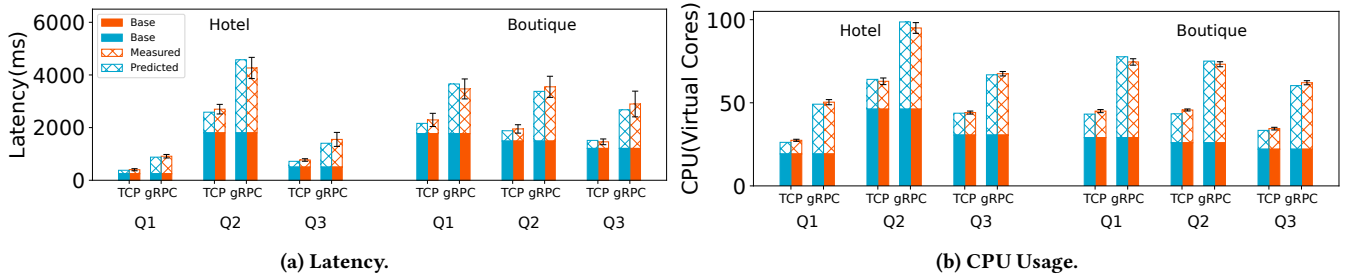 6000
4000
2000
0
Latency(ms)
Base
Base
Measured
Predicted
Hotel
Boutique
TCP gRPC TCP gRPC TCP gRPC TCP gRPC TCP gRPC TCP gRPC
Q1 Q2 Q3 Q1 Q2 Q3
(a) Latency.
100
50
0
CPU(Virtual Cores)
Hotel
Boutique
TCP gRPC TCP gRPC TCP gRPC TCP gRPC TCP gRPC TCP gRPC
Q1 Q2 Q3 Q1 Q2 Q3
(b) CPU Usage.